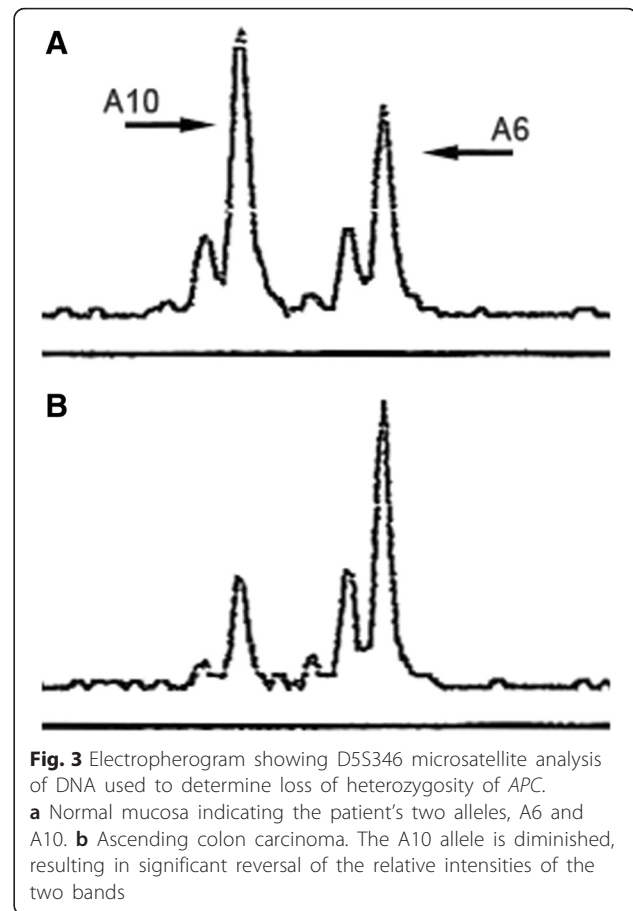 A
A10
A6
B
Fig. 3 Electropherogram showing D5S346 microsatellite analysis
of DNA used to determine loss of heterozygosity of APC.
a Normal mucosa indicating the patient's two alleles, A6 and
A10. b Ascending colon carcinoma. The A10 allele is diminished,
resulting in significant reversal of the relative intensities of the
two bands